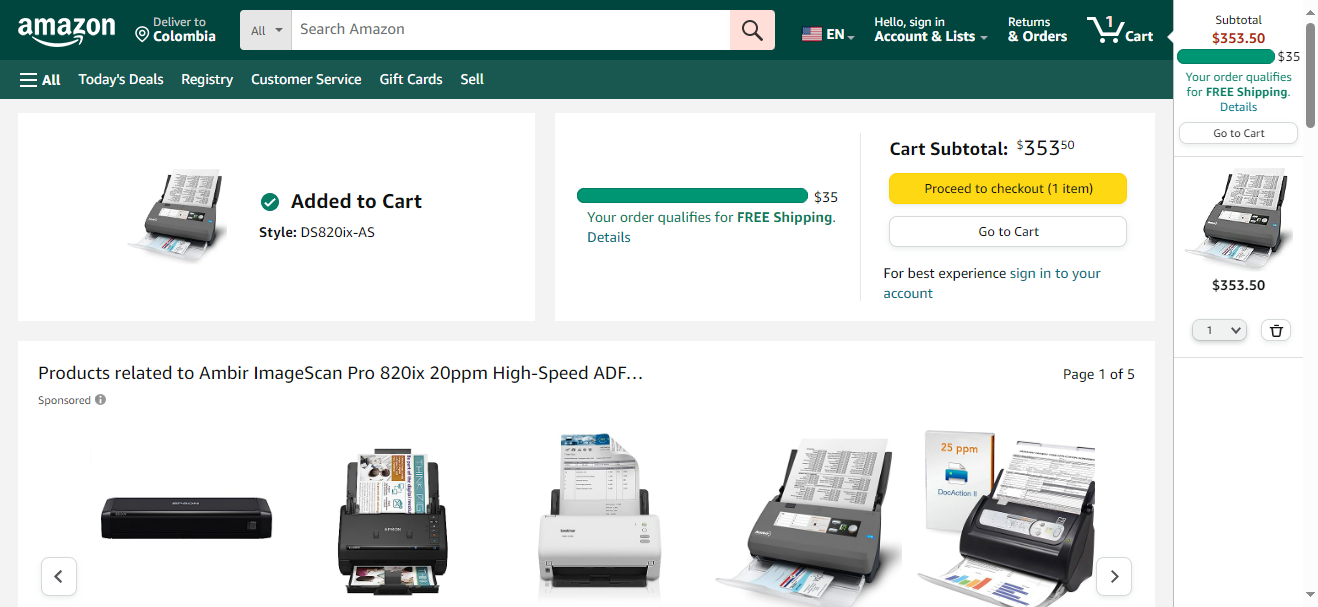 amazon
Deliver to
Colombia
All
Search Amazon
EN
Hello, sign in
Account & Lists
Returns
& Orders
1
Cart
All
Today's Deals
Registry
Customer Service
Gift Cards
Sell
Subtotal
$353.50
$35
Your order qualifies
for FREE Shipping.
Details
Go to Cart
$353.50
1
Added to Cart
Style: DS820ix-AS
$35
Your order qualifies for FREE Shipping.
Details
Cart Subtotal: $35350
Proceed to checkout (1 item)
Go to Cart
For best experience sign in to your
account
Products related to Ambir ImageScan Pro 820ix 20ppm High-Speed ADF…
Page 1 of 5
Sponsored
EPSON
EPSON
brother
25 ppm
DocAction II